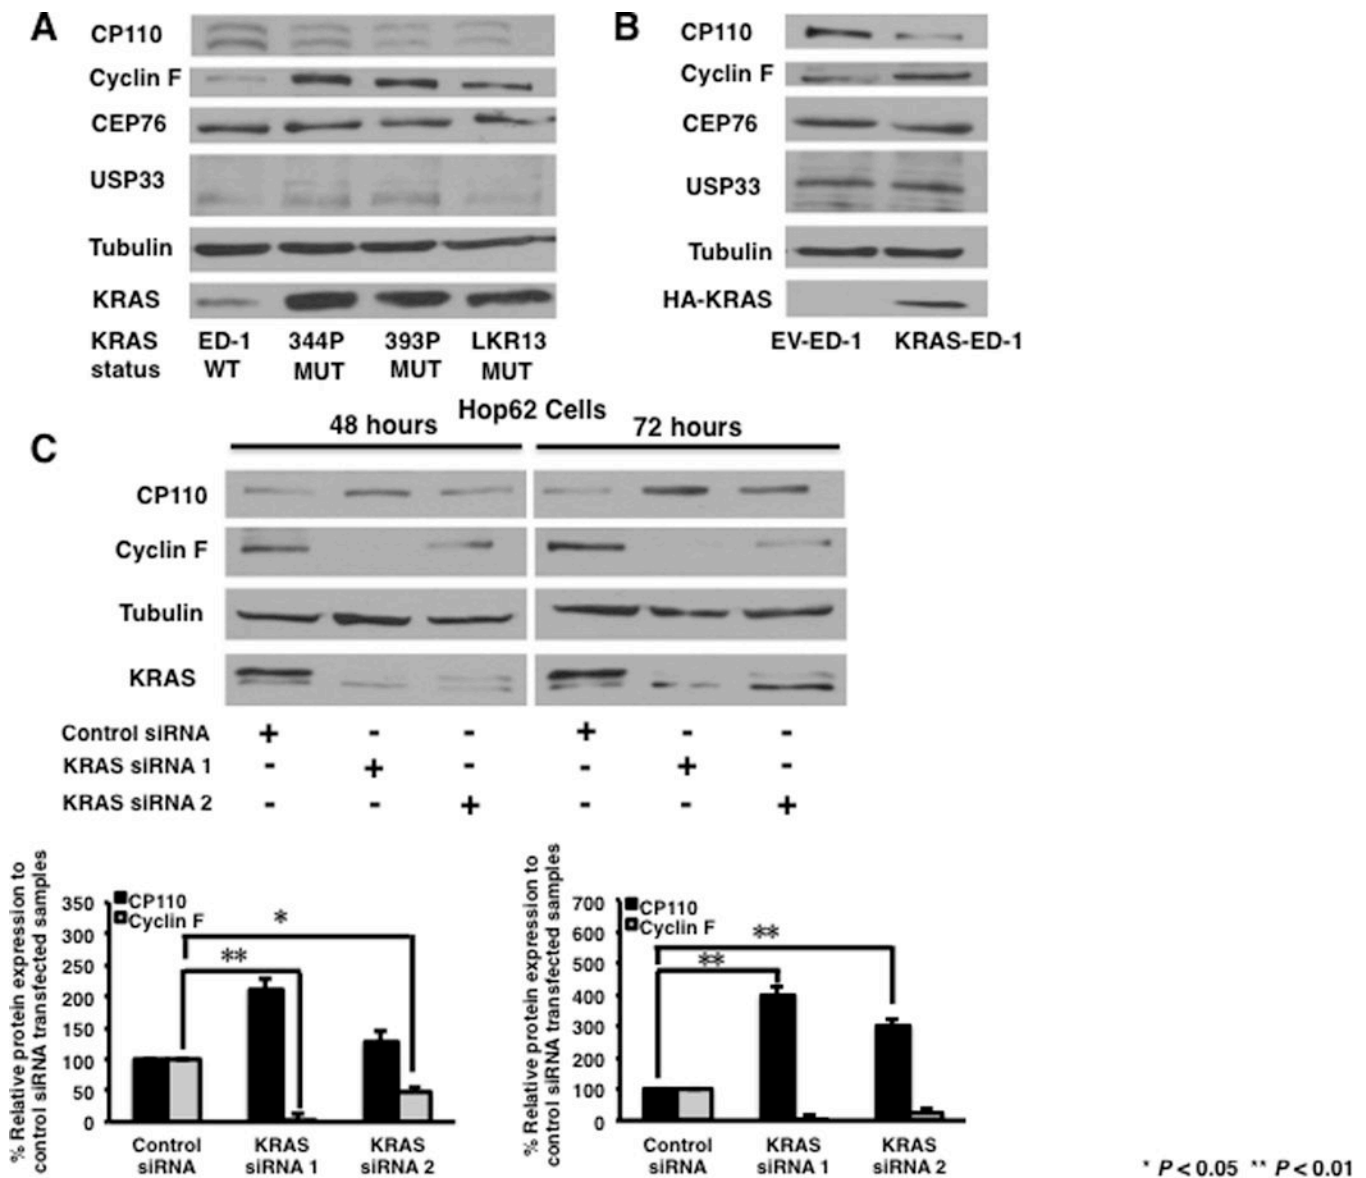 A
CP110
Cyclin F
CEP76
USP33
Tubulin
KRAS
KRAS status
ED-1 WT
344P MUT
393P MUT
LKR13 MUT
B
CP110
Cyclin F
CEP76
USP33
Tubulin
HA-KRAS
EV-ED-1 KRAS-ED-1
C
Hop62 Cells
48 hours 72 hours
CP110
Cyclin F
Tubulin
KRAS
Control siRNA + - - + - -
KRAS siRNA 1 - + - - + -
KRAS siRNA 2 - - + - - +
% Relative protein expression to
control siRNA transfected samples
350
300
250
200
150
100
50
0
CP110
Cyclin F
*
**
Control siRNA
KRAS siRNA 1
KRAS siRNA 2
% Relative protein expression to
control siRNA transfected samples
700
600
500
400
300
200
100
0
CP110
Cyclin F
**
**
Control siRNA
KRAS siRNA 1
KRAS siRNA 2
* P < 0.05 ** P < 0.01